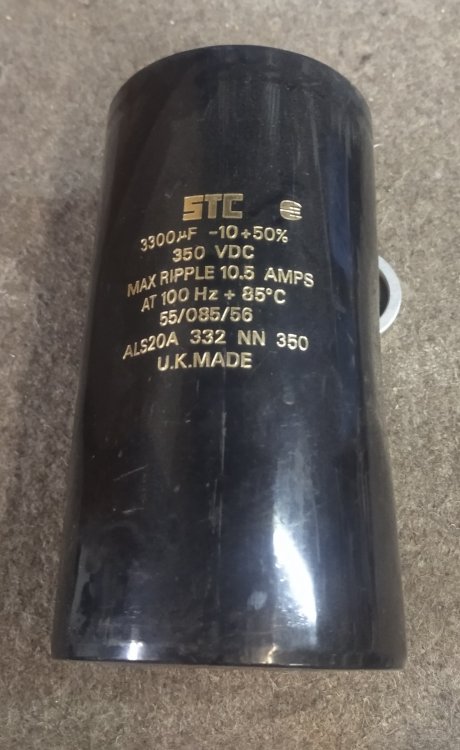 STC
3300µF -10+50%
350 VDC
MAX RIPPLE 10.5 AMPS
AT 100 Hz + 85°C
55/085/56
ALS20A 332 NN 350
U.K.MADE